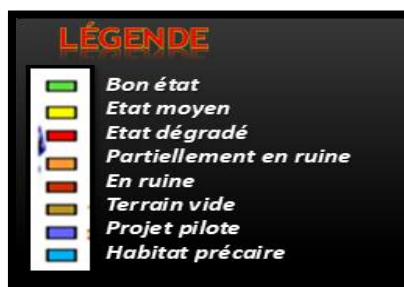 LÉGENDE
Bon état
Etat moyen
Etat dégradé
Partiellement en ruine
En ruine
Terrain vide
Projet pilote
Habitat précaire